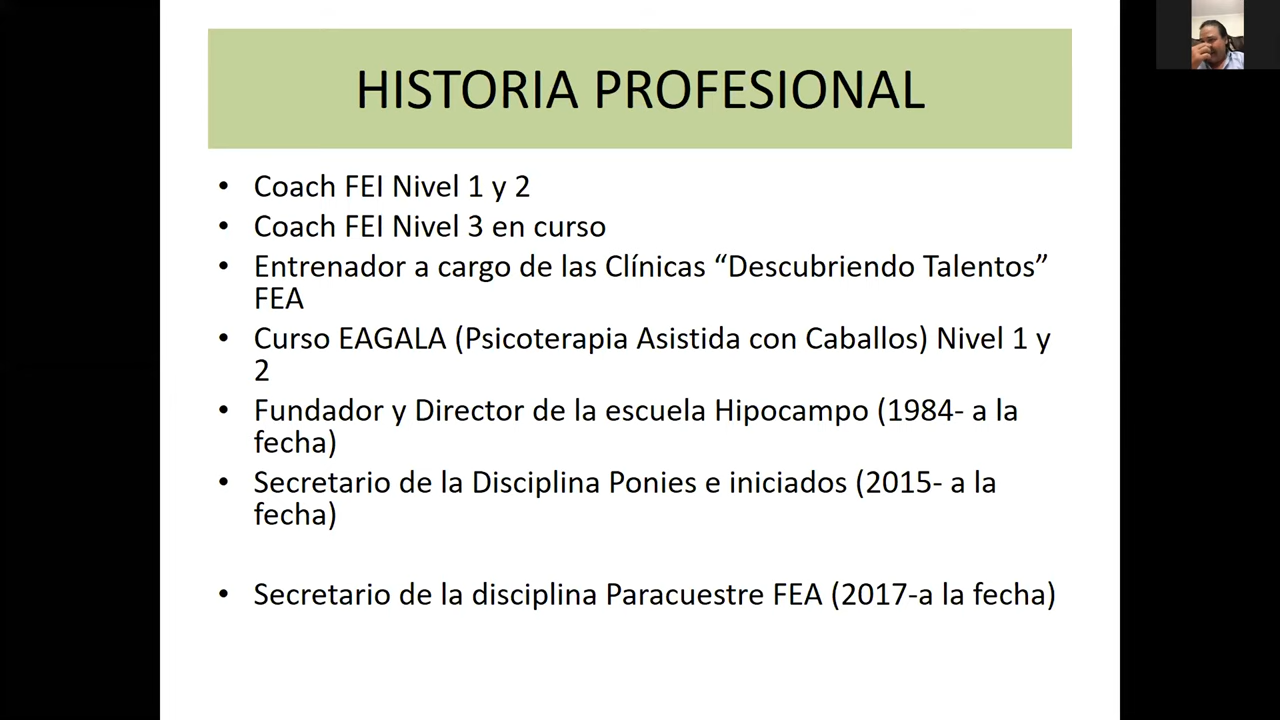 HISTORIA PROFESIONAL
• Coach FEI Nivel 1 y 2
• Coach FEI Nivel 3 en curso
• Entrenador a cargo de las Clínicas “Descubriendo Talentos”
FEA
• Curso EAGALA (Psicoterapia Asistida con Caballos) Nivel 1 y
2
• Fundador y Director de la escuela Hipocampo (1984- a la
fecha)
• Secretario de la Disciplina Ponies e iniciados (2015- a la
fecha)
• Secretario de la disciplina Paracuestre FEA (2017-a la fecha)